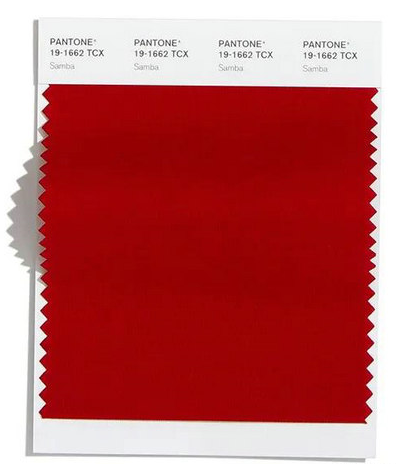 PANTONE® PANTONE® PANTONE® PANTONE®
19-1662 TCX 19-1662 TCX 19-1662 TCX 19-1662 TCX
Samba Samba Samba Samba